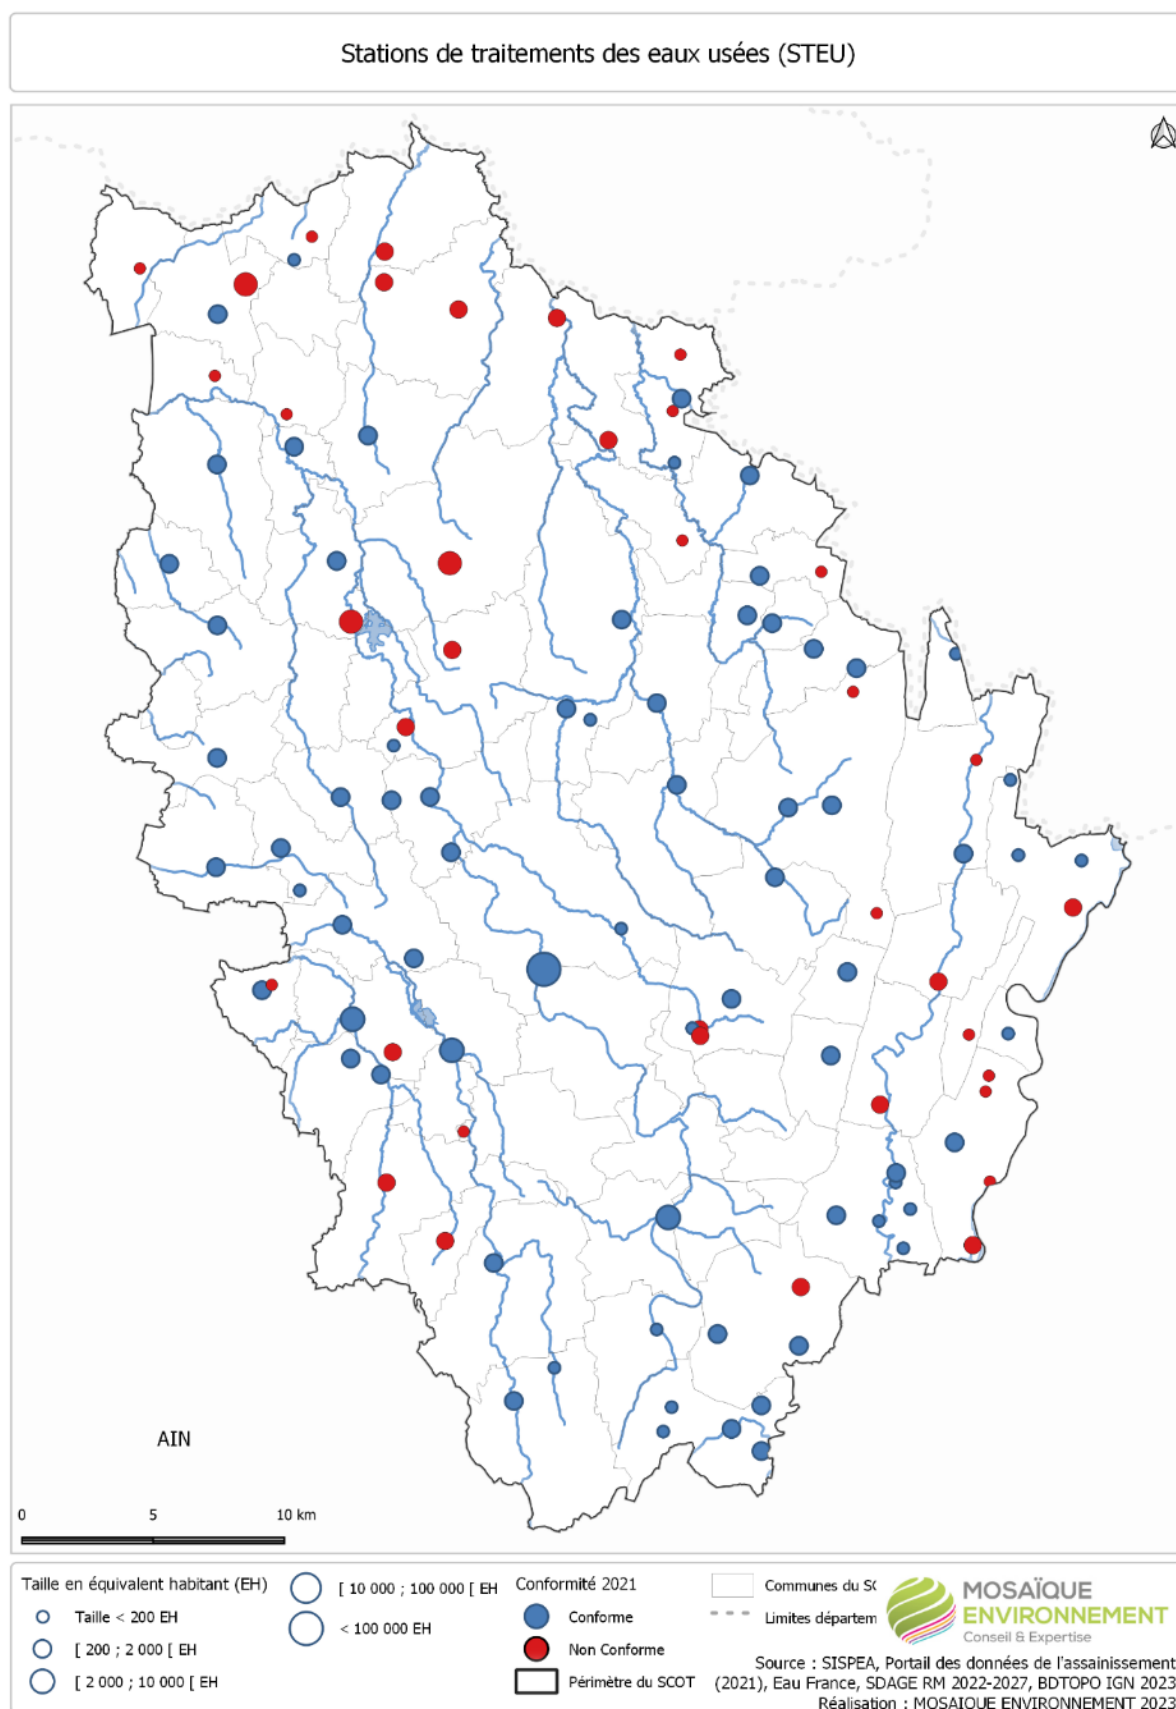 Stations de traitements des eaux usées (STEU)
AIN
0 5 10 km
Taille en équivalent habitant (EH)
Taille < 200 EH
[ 200 ; 2 000 [ EH
[ 2 000 ; 10 000 [ EH
[ 10 000 ; 100 000 [ EH
< 100 000 EH
Conformité 2021
Conforme
Non Conforme
Périmètre du SCOT
Communes du SC
Limites départem
MOSAÏQUE
ENVIRONNEMENT
Conseil & Expertise
Source : SISPEA, Portail des données de l'assainissement
(2021), Eau France, SDAGE RM 2022-2027, BDTOPO IGN 2023
Réalisation : MOSAIQUE ENVIRONNEMENT 2023